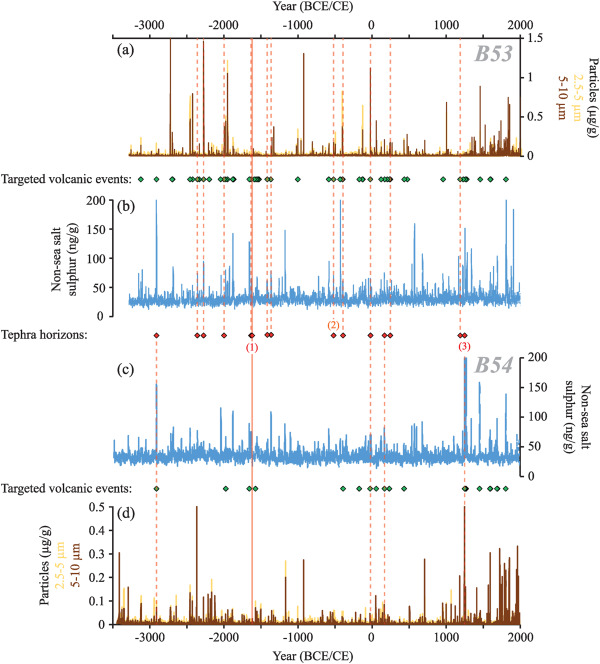 Year (BCE/CE)
-3000 -2000 -1000 0 1000 2000
(a)
B53
1.5
1
0.5
0
Particles (µg/g)
2.5-5 µm
5-10 µm
Targeted volcanic events:
(b)
200
150
100
50
0
Non-sea salt
sulphur (ng/g)
(2)
Tephra horizons:
(1)
(3)
(c)
B54
200
150
100
50
0
Non-sea salt
sulphur (ng/g)
Targeted volcanic events:
(d)
0.5
0.4
0.3
0.2
0.1
0
Particles (µg/g)
2.5-5 µm
5-10 µm
-3000 -2000 -1000 0 1000 2000
Year (BCE/CE)